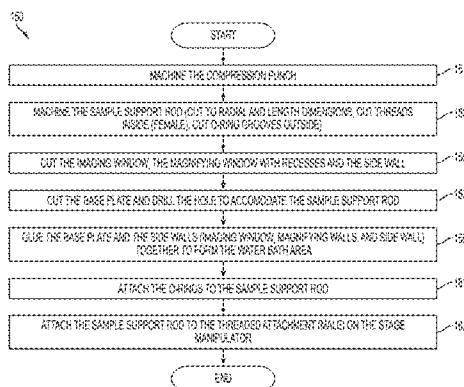 150
START
MACHINE THE COMPRESSION PUNCH
MACHINE THE SAMPLE SUPPORT ROD (CUT TO RADIAL AND LENGTH DIMENSIONS, CUT THREADS
INSIDE (FEMALE), CUT O-RING GROOVES OUTSIDE)
CUT THE IMAGING WINDOW, THE MAGNIFYING WINDOW WITH RECESSES AND THE SIDE WALL
CUT THE BASE PLATE AND DRILL THE HOLE TO ACCOMODATE THE SAMPLE SUPPORT ROD
GLUE THE BASE PLATE AND THE SIDE WALLS (IMAGING WINDOW, MAGNIFYING WALLS, AND SIDE WALL)
TOGETHER TO FORM THE WATER BATH AREA
ATTACH THE O-RINGS TO THE SAMPLE SUPPORT ROD
ATTACH THE SAMPLE SUPPORT ROD TO THE THREADED ATTACHMENT (MALE) ON THE STAGE
MANIPULATOR
END